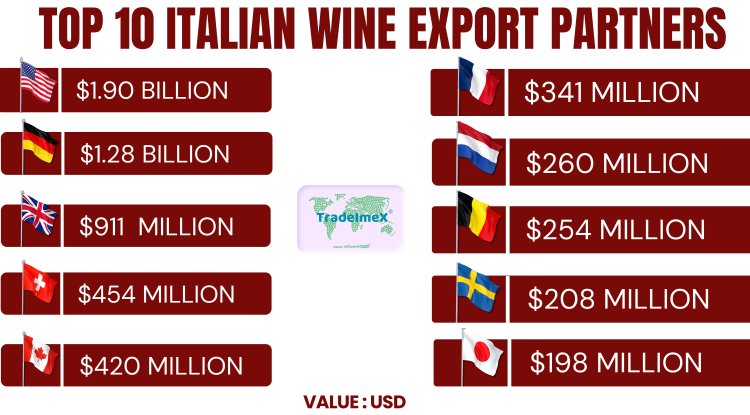 TOP 10 ITALIAN WINE EXPORT PARTNERS
$1.90 BILLION
$1.28 BILLION
$911 MILLION
$454 MILLION
$420 MILLION
TradeImeX®
$341 MILLION
$260 MILLION
$254 MILLION
$208 MILLION
$198 MILLION
VALUE : USD